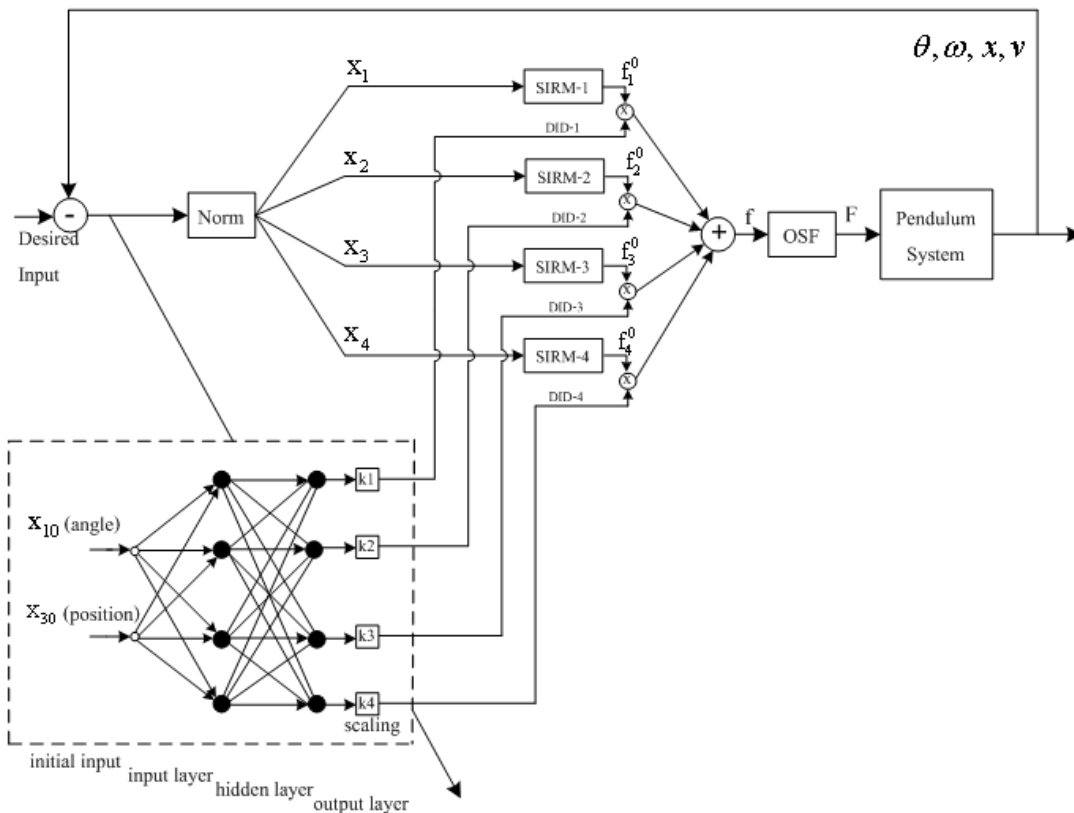 θ, ω, x, v
X1
SIRM-1
f1^0
x
DID-1
X2
SIRM-2
f2^0
x
DID-2
-
Norm
Desired
Input
X3
SIRM-3
f3^0
x
DID-3
+
f
OSF
F
Pendulum
System
X4
SIRM-4
f4^0
x
DID-4
k1
X10 (angle)
k2
X30 (position)
k3
k4
scaling
initial input
input layer
hidden layer
output layer